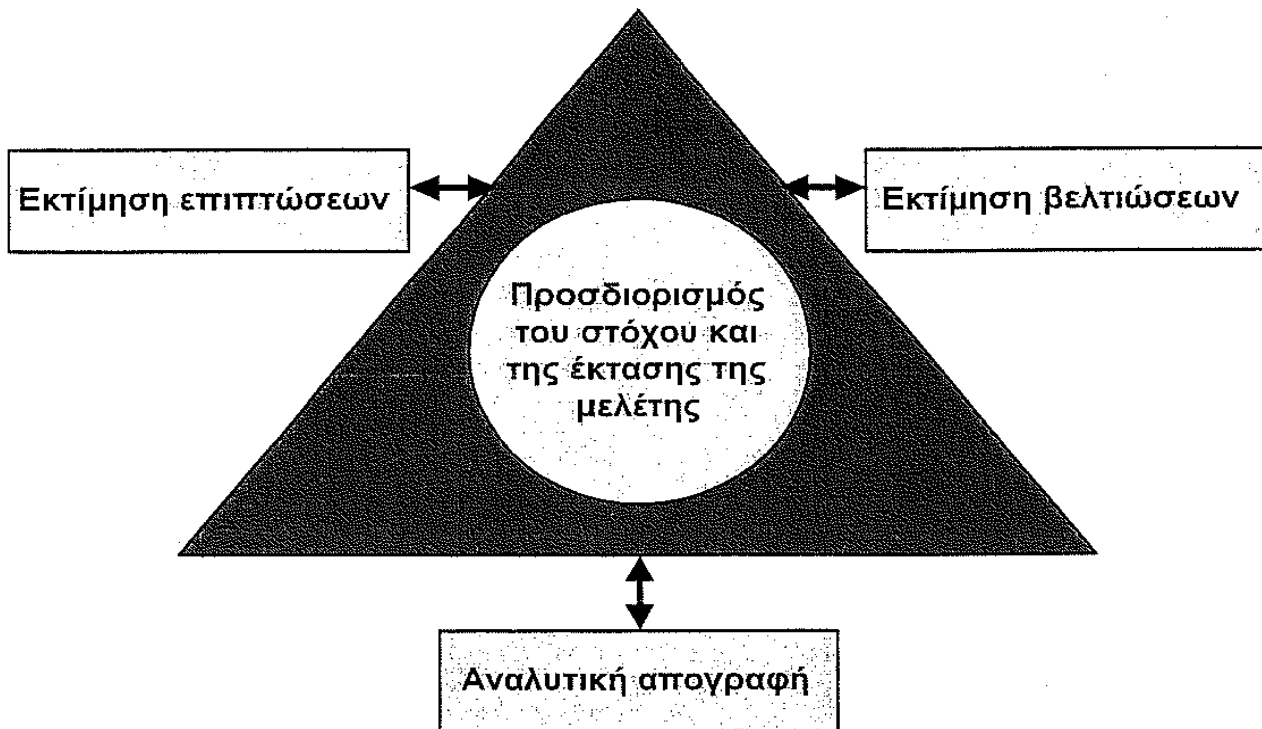 Εκτίμηση επιπτώσεων
Εκτίμηση βελτιώσεων
Προσδιορισμός
του στόχου και
της έκτασης της
μελέτης
Αναλυτική απογραφή